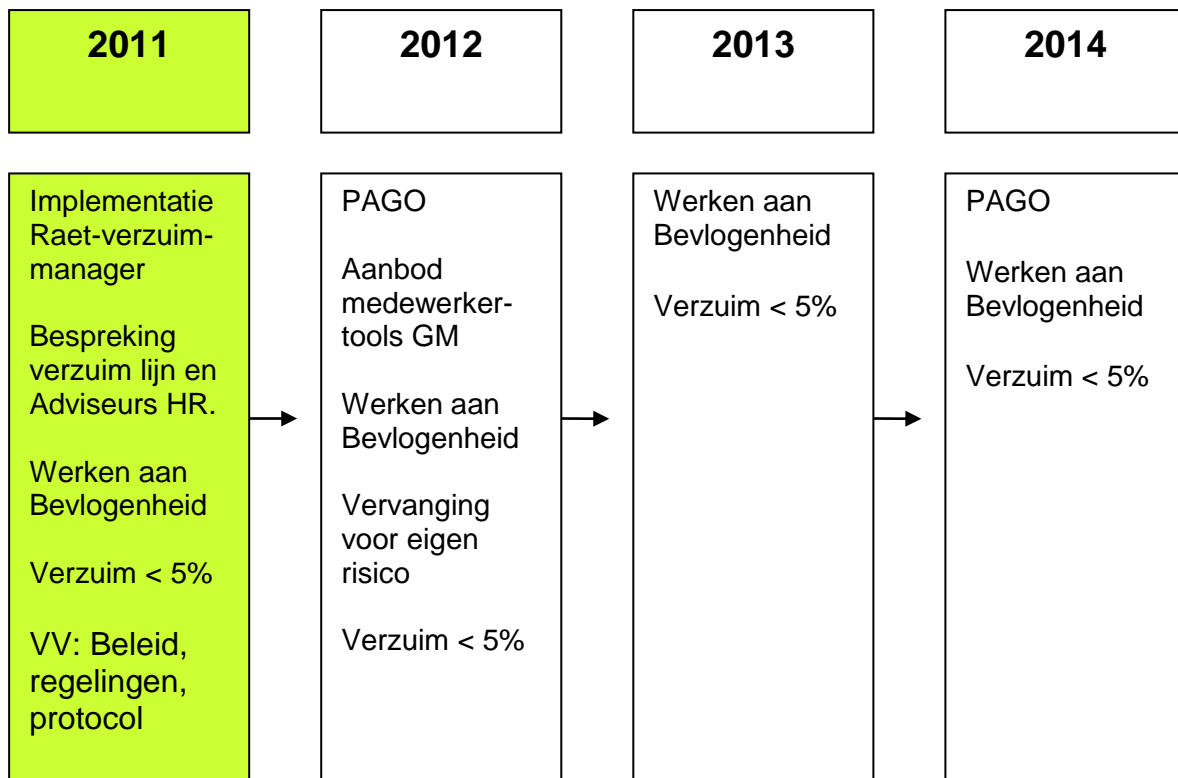 2011
2012
2013
2014
Implementatie
Raet-verzuim-
manager
Bespreking
verzuim lijn en
Adviseurs HR.
Werken aan
Bevlogenheid
Verzuim < 5%
VV: Beleid,
regelingen,
protocol
PAGO
Aanbod
medewerker-
tools GM
Werken aan
Bevlogenheid
Vervanging
voor eigen
risico
Verzuim < 5%
Werken aan
Bevlogenheid
Verzuim < 5%
PAGO
Werken aan
Bevlogenheid
Verzuim < 5%